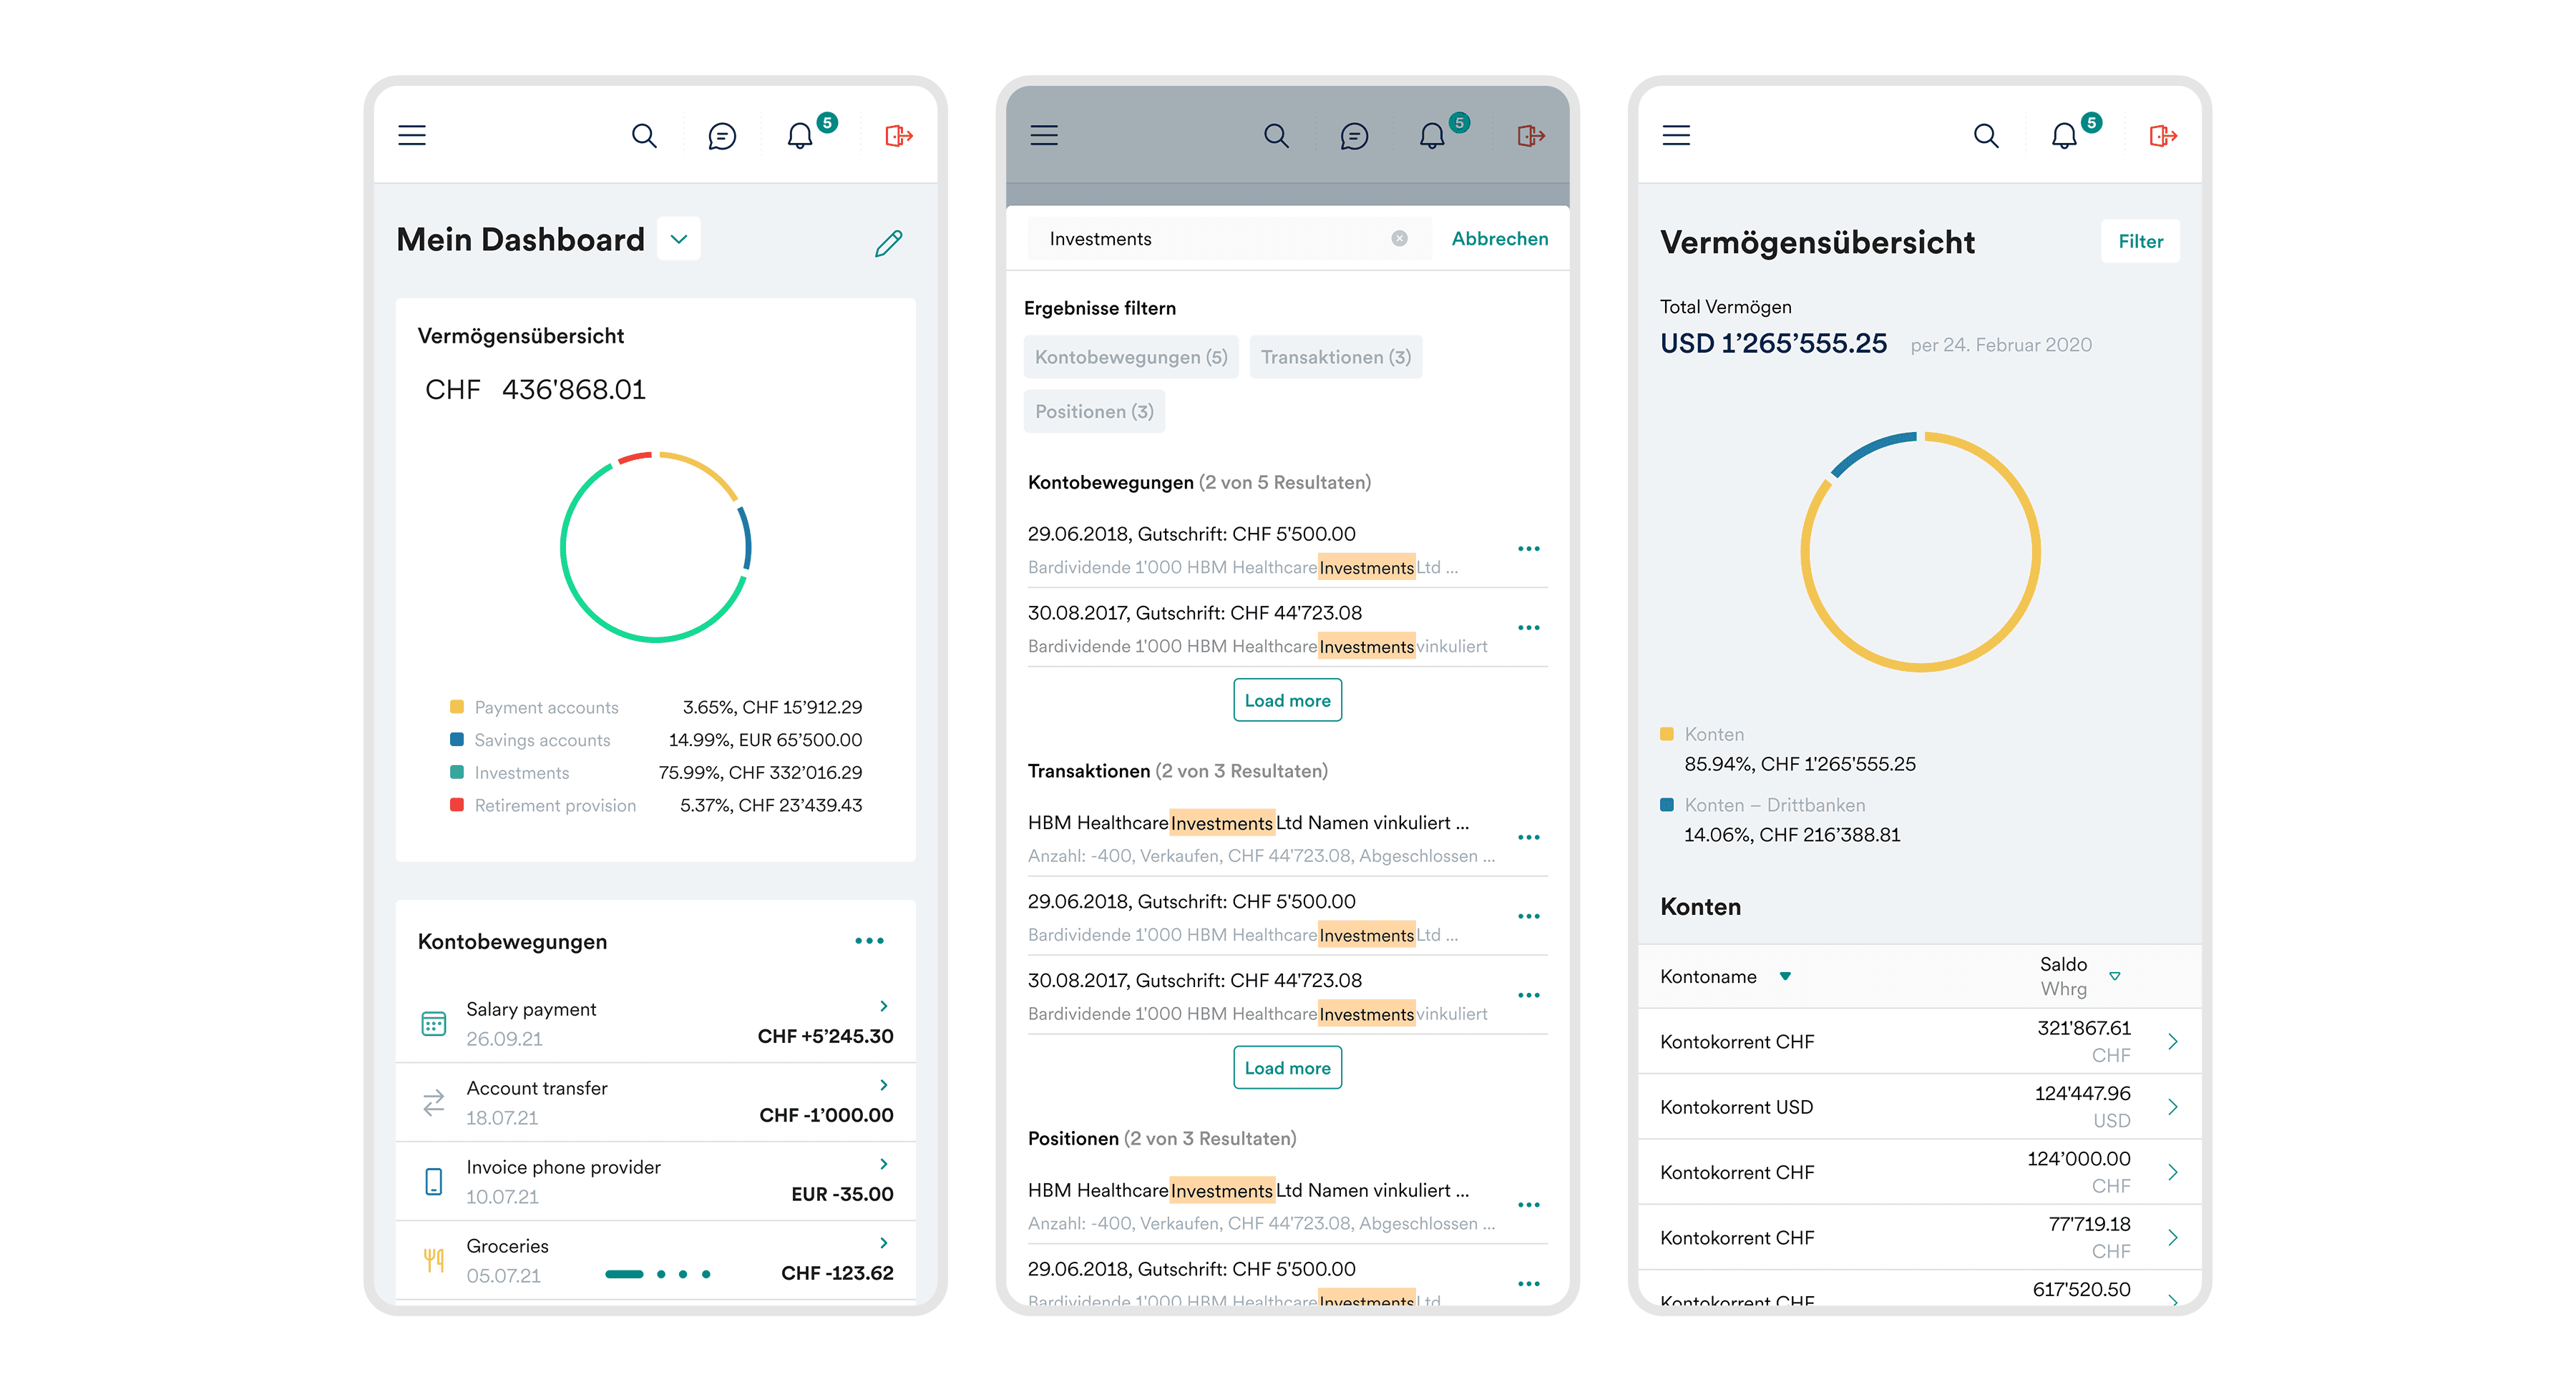 5
Mein Dashboard
Vermögensübersicht
CHF 436'868.01
Payment accounts 3.65%, CHF 15’912.29
Savings accounts 14.99%, EUR 65’500.00
Investments 75.99%, CHF 332’016.29
Retirement provision 5.37%, CHF 23’439.43
Kontobewegungen
Salary payment
26.09.21 CHF +5’245.30
Account transfer
18.07.21 CHF -1’000.00
Invoice phone provider
10.07.21 EUR -35.00
Groceries
05.07.21 CHF -123.62
5
Investments Abbrechen
Ergebnisse filtern
Kontobewegungen (5) Transaktionen (3)
Positionen (3)
Kontobewegungen (2 von 5 Resultaten)
29.06.2018, Gutschrift: CHF 5'500.00
Bardividende 1'000 HBM Healthcare Investments Ltd ...
30.08.2017, Gutschrift: CHF 44'723.08
Bardividende 1'000 HBM Healthcare Investments vinkuliert
Load more
Transaktionen (2 von 3 Resultaten)
HBM Healthcare Investments Ltd Namen vinkuliert ...
Anzahl: -400, Verkaufen, CHF 44'723.08, Abgeschlossen ...
29.06.2018, Gutschrift: CHF 5'500.00
Bardividende 1'000 HBM Healthcare Investments Ltd ...
30.08.2017, Gutschrift: CHF 44'723.08
Bardividende 1'000 HBM Healthcare Investments vinkuliert
Load more
Positionen (2 von 3 Resultaten)
HBM Healthcare Investments Ltd Namen vinkuliert ...
Anzahl: -400, Verkaufen, CHF 44'723.08, Abgeschlossen ...
29.06.2018, Gutschrift: CHF 5'500.00
Bardividende 1'000 HBM Healthcare Investments Ltd
5
Vermögensübersicht Filter
Total Vermögen
USD 1’265’555.25 per 24. Februar 2020
Konten
85.94%, CHF 1'265'555.25
Konten – Drittbanken
14.06%, CHF 216’388.81
Konten
Kontoname Saldo
Whrg
Kontokorrent CHF 321'867.61
CHF
Kontokorrent USD 124'447.96
USD
Kontokorrent CHF 124’000.00
CHF
Kontokorrent CHF 77'719.18
CHF
Kontokorrent CHF 617'520.50